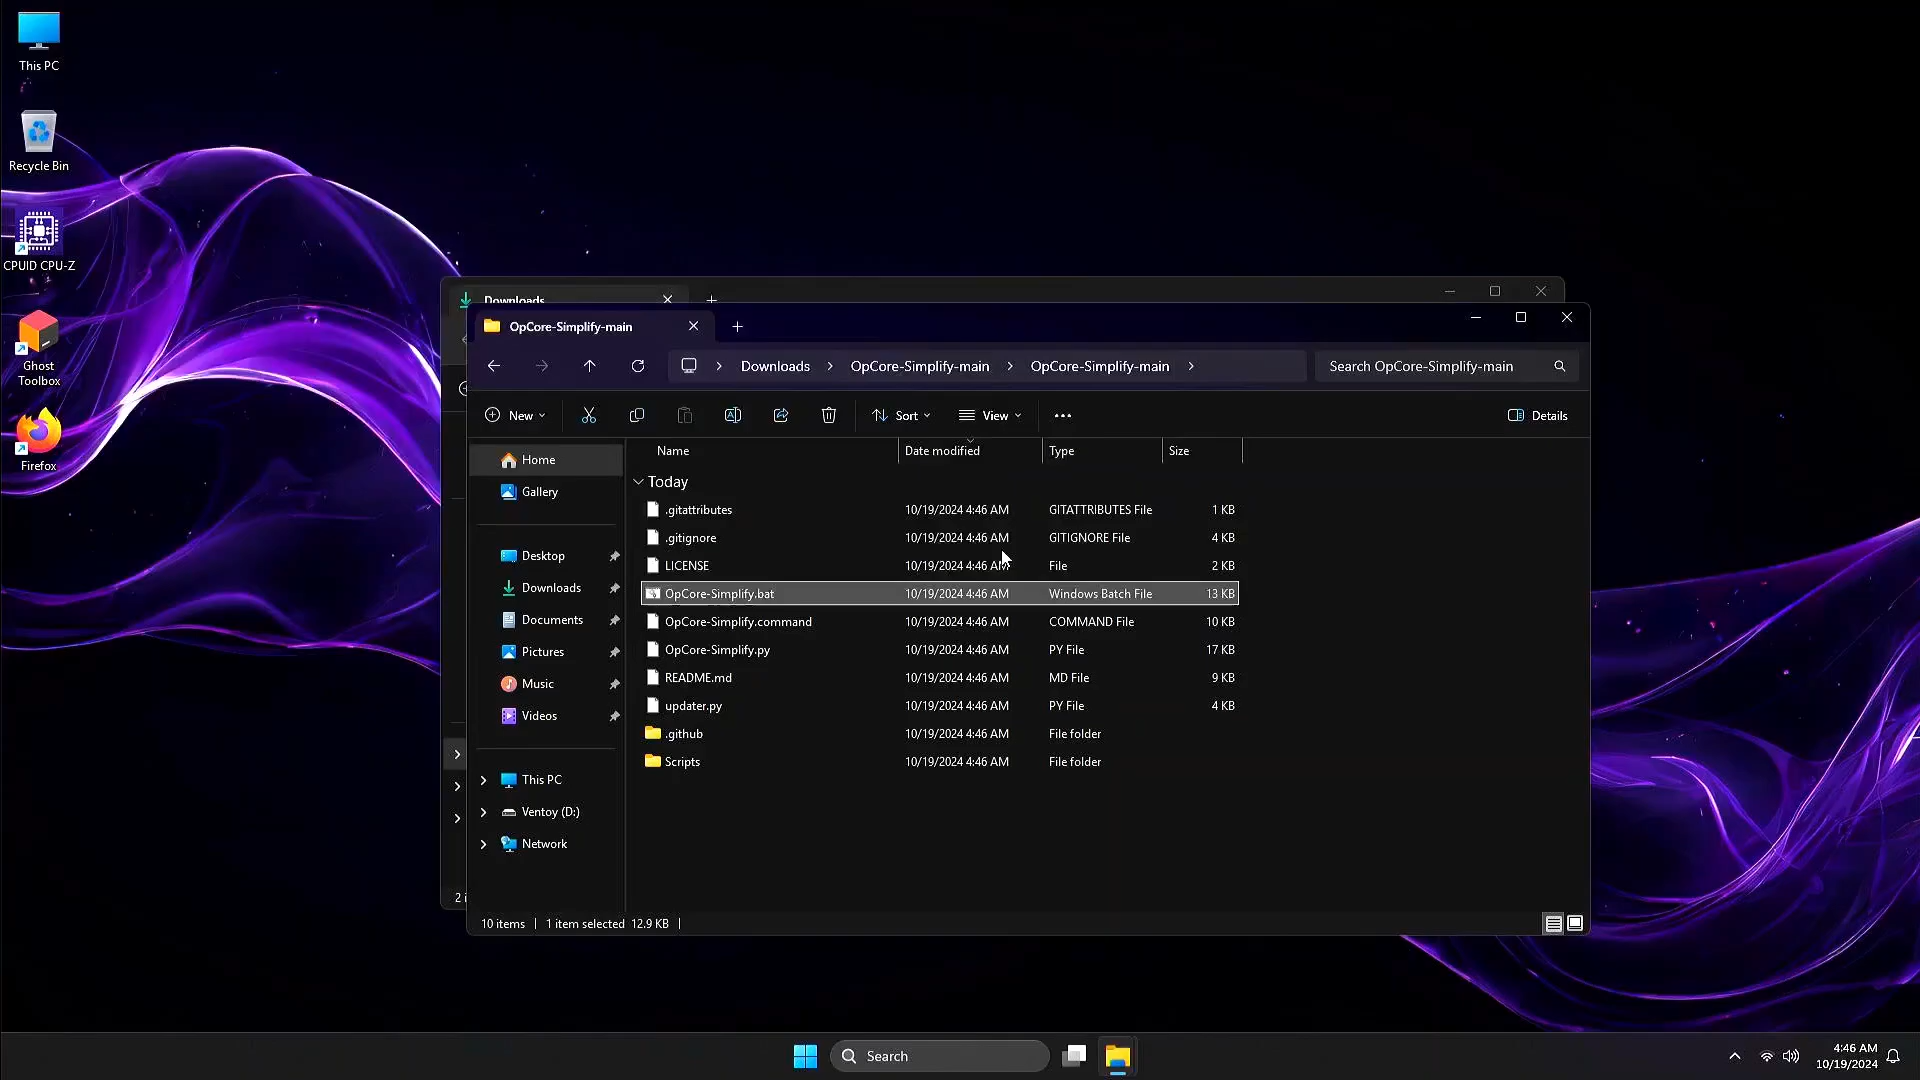 This PC
Recycle Bin
CPUID CPU-Z
Ghost
Toolbox
Firefox
Downloads
OpCore-Simplify-main
Downloads > OpCore-Simplify-main > OpCore-Simplify-main >
Search OpCore-Simplify-main
New
Sort
View
Details
Name Date modified Type Size
Home
Gallery
Desktop
Downloads
Documents
Pictures
Music
Videos
This PC
Ventoy (D:)
Network
Today
.gitattributes 10/19/2024 4:46 AM GITATTRIBUTES File 1 KB
.gitignore 10/19/2024 4:46 AM GITIGNORE File 4 KB
LICENSE 10/19/2024 4:46 AM File 2 KB
OpCore-Simplify.bat 10/19/2024 4:46 AM Windows Batch File 13 KB
OpCore-Simplify.command 10/19/2024 4:46 AM COMMAND File 10 KB
OpCore-Simplify.py 10/19/2024 4:46 AM PY File 17 KB
README.md 10/19/2024 4:46 AM MD File 9 KB
updater.py 10/19/2024 4:46 AM PY File 4 KB
.github 10/19/2024 4:46 AM File folder
Scripts 10/19/2024 4:46 AM File folder
2 i
10 items | 1 item selected 12.9 KB |
Search
4:46 AM
10/19/2024